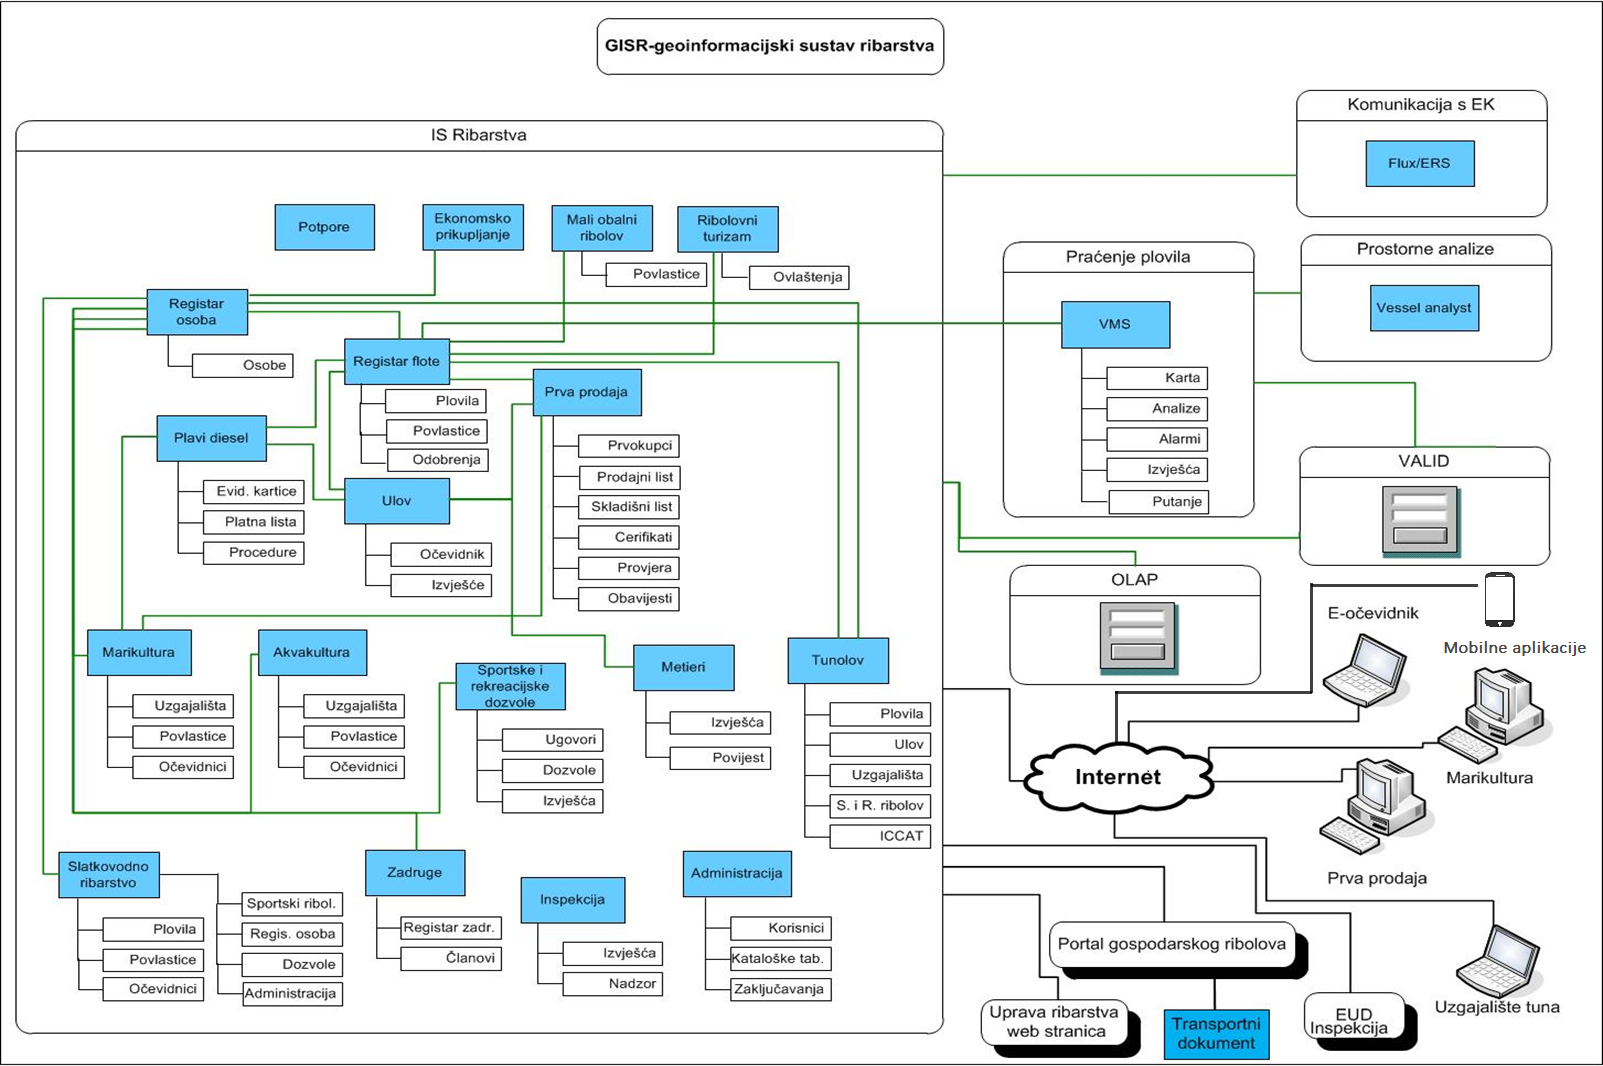 GISR-geoinformacijski sustav ribarstva
IS Ribarstva
Potpore
Ekonomsko
prikupljanje
Mali obalni
ribolov
Povlastice
Ribolovni
turizam
Ovlaštenja
Registar
osoba
Osobe
Registar flote
Plovila
Povlastice
Odobrenja
Prva prodaja
Prvokupci
Prodajni list
Skladišni list
Cerifikati
Provjera
Obavijesti
Plavi diesel
Evid. kartice
Platna lista
Procedure
Ulov
Očevidnik
Izvješće
Marikultura
Uzgajališta
Povlastice
Očevidnici
Akvakultura
Uzgajališta
Povlastice
Očevidnici
Sportske i
rekreacijske
dozvole
Ugovori
Dozvole
Izvješća
Metieri
Izvješća
Povijest
Tunolov
Plovila
Ulov
Uzgajališta
S. i R. ribolov
ICCAT
Slatkovodno
ribarstvo
Plovila
Povlastice
Očevidnici
Sportski ribol.
Regis. osoba
Dozvole
Administracija
Zadruge
Registar zadr.
Članovi
Inspekcija
Izvješća
Nadzor
Administracija
Korisnici
Kataloške tab.
Zaključavanja
Komunikacija s EK
Flux/ERS
Praćenje plovila
VMS
Karta
Analize
Alarmi
Izvješća
Putanje
Prostorne analize
Vessel analyst
VALID
OLAP
E-očevidnik
Mobilne aplikacije
Internet
Marikultura
Prva prodaja
Portal gospodarskog ribolova
Uprava ribarstva
web stranica
Transportni
dokument
EUD
Inspekcija
Uzgajalište tuna